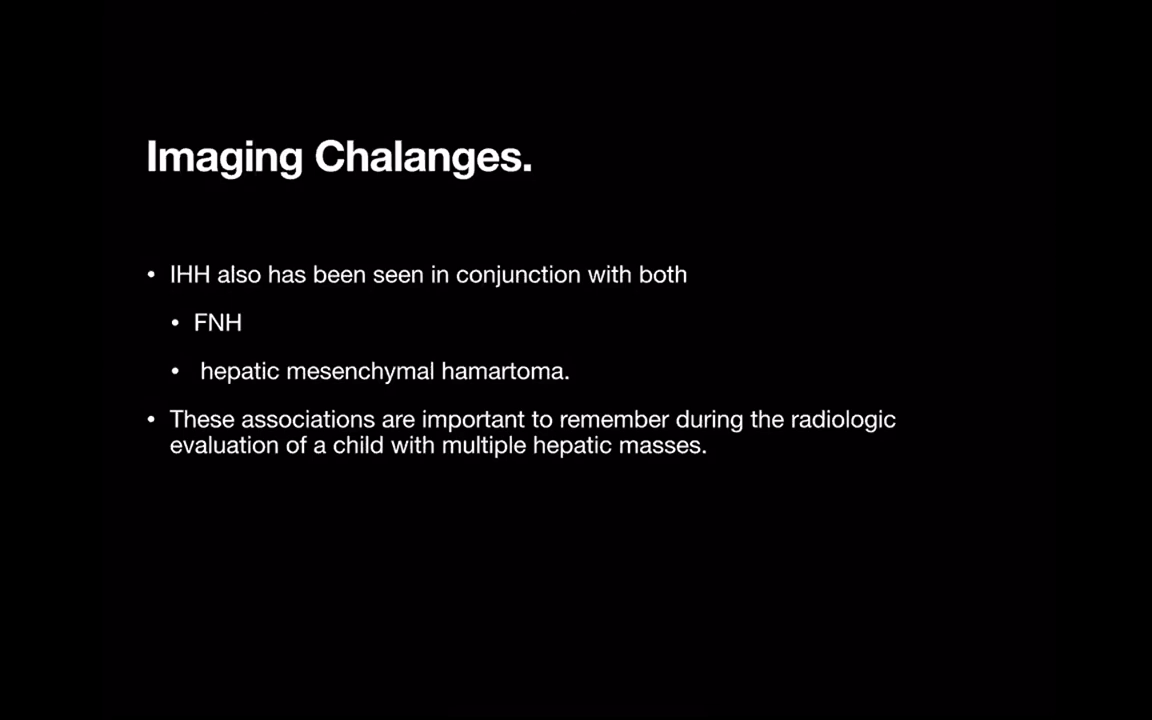 Imaging Chalanges.
• IHH also has been seen in conjunction with both
• FNH
• hepatic mesenchymal hamartoma.
• These associations are important to remember during the radiologic
evaluation of a child with multiple hepatic masses.